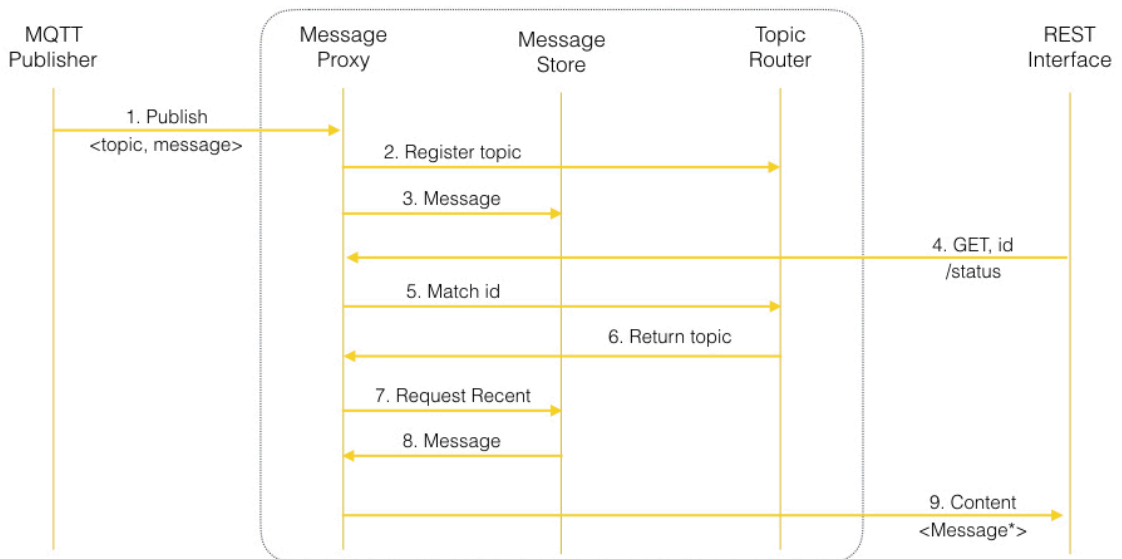 MQTT
Publisher
Message
Proxy
Message
Store
Topic
Router
REST
Interface
1. Publish
<topic, message>
2. Register topic
3. Message
4. GET, id
/status
5. Match id
6. Return topic
7. Request Recent
8. Message
9. Content
<Message*>